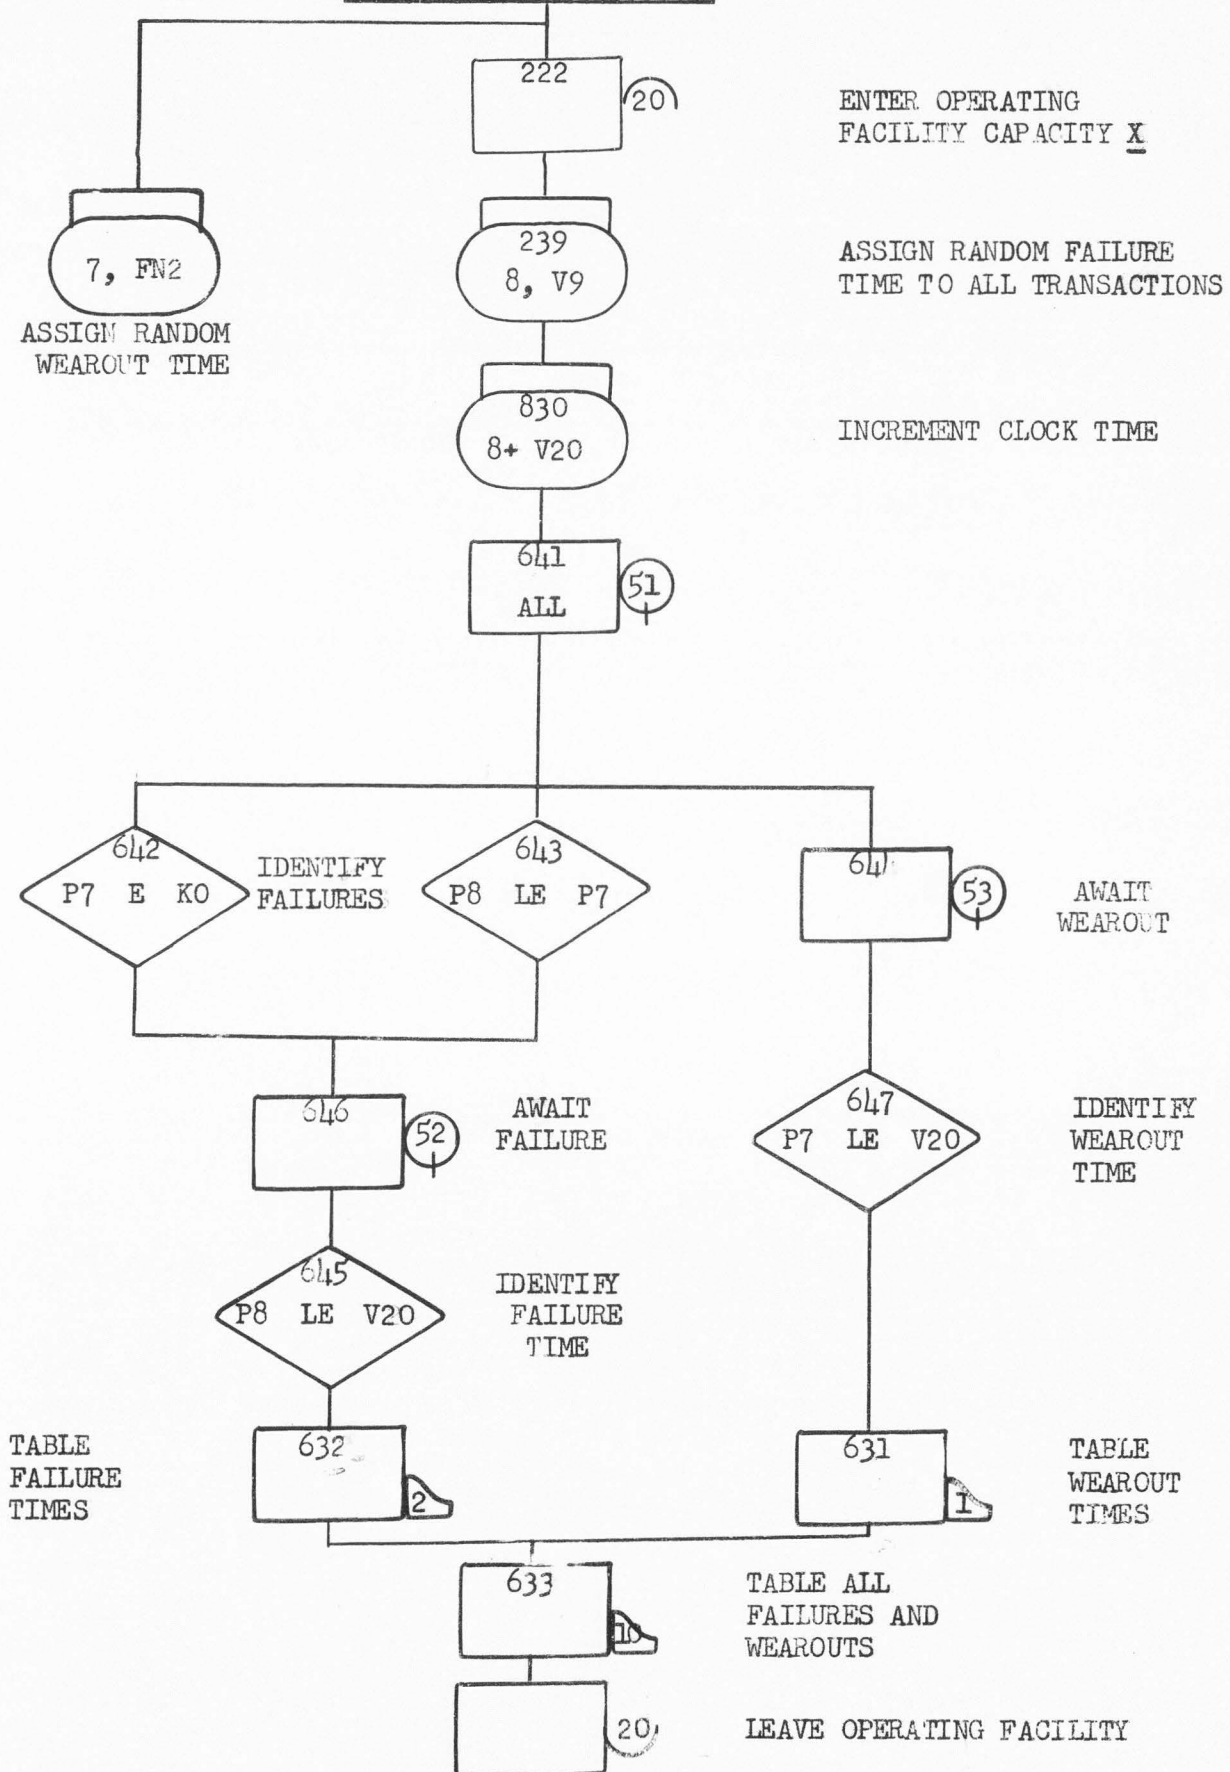 222
20
ENTER OPERATING
FACILITY CAPACITY X
7, FN2
ASSIGN RANDOM
WEAROUT TIME
239
8, V9
ASSIGN RANDOM FAILURE
TIME TO ALL TRANSACTIONS
830
8+ V20
INCREMENT CLOCK TIME
641
ALL
51
642
P7 E K0
IDENTIFY
FAILURES
643
P8 LE P7
53
AWAIT
WEAROUT
646
52
AWAIT
FAILURE
647
P7 LE V20
IDENTIFY
WEAROUT
TIME
645
P8 LE V20
IDENTIFY
FAILURE
TIME
TABLE
FAILURE
TIMES
632
2
631
1
TABLE
WEAROUT
TIMES
633
10
TABLE ALL
FAILURES AND
WEAROUTS
20
LEAVE OPERATING FACILITY